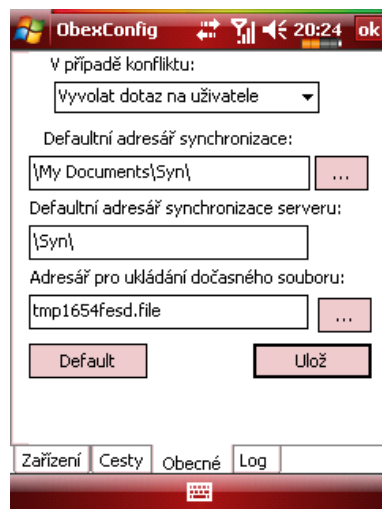 ObexConfig 20:24 ok
V případě konfliktu:
Vyvolat dotaz na uživatele
Defaultní adresář synchronizace:
\My Documents\Syn\ ...
Defaultní adresář synchronizace serveru:
\Syn\
Adresář pro ukládání dočasného souboru:
tmp1654fesd.file ...
Default Ulož
Zařízení Cesty Obecné Log